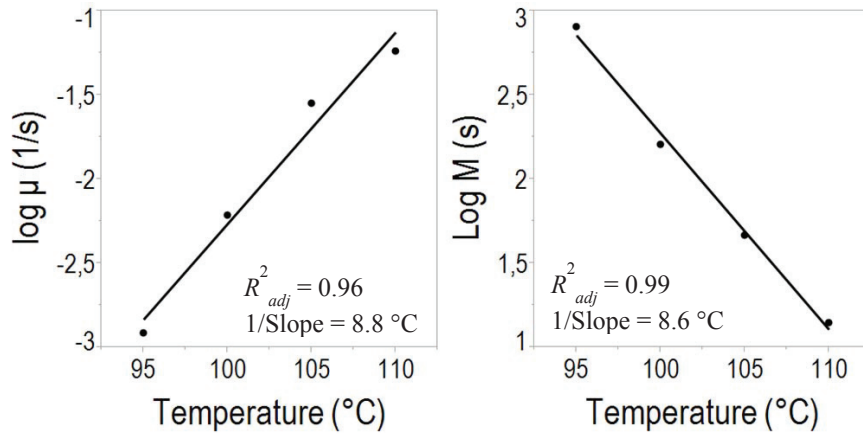 -1
-1,5
-2
-2,5
-3
95 100 105 110
log μ (1/s)
Temperature (°C)
R²adj = 0.96
1/Slope = 8.8 °C
3
2,5
2
1,5
1
95 100 105 110
Log M (s)
Temperature (°C)
R²adj = 0.99
1/Slope = 8.6 °C